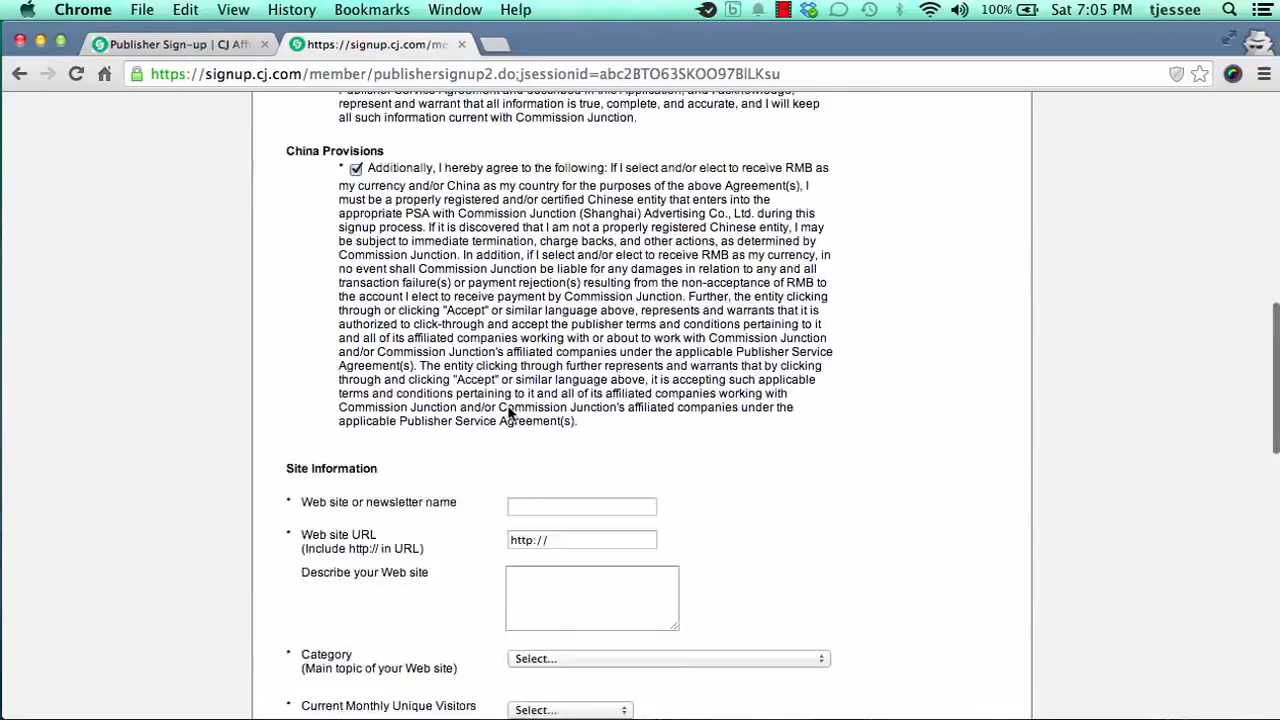 Chrome File Edit View History Bookmarks Window Help 100% Sat 7:05 PM tjessee
Publisher Sign-up | CJ Aff https://signup.cj.com/me
https://signup.cj.com/member/publishersignup2.do;jsessionid=abc2BTO63SKOO97BlLKsu
Publisher Service Agreement and described in this Application, and I acknowledge,
represent and warrant that all information is true, complete, and accurate, and I will keep
all such information current with Commission Junction.
China Provisions
* Additionally, I hereby agree to the following: If I select and/or elect to receive RMB as
my currency and/or China as my country for the purposes of the above Agreement(s), I
must be a properly registered and/or certified Chinese entity that enters into the
appropriate PSA with Commission Junction (Shanghai) Advertising Co., Ltd. during this
signup process. If it is discovered that I am not a properly registered Chinese entity, I may
be subject to immediate termination, charge backs, and other actions, as determined by
Commission Junction. In addition, if I select and/or elect to receive RMB as my currency, in
no event shall Commission Junction be liable for any damages in relation to any and all
transaction failure(s) or payment rejection(s) resulting from the non-acceptance of RMB to
the account I elect to receive payment by Commission Junction. Further, the entity clicking
through or clicking "Accept" or similar language above, represents and warrants that it is
authorized to click-through and accept the publisher terms and conditions pertaining to it
and all of its affiliated companies working with or about to work with Commission Junction
and/or Commission Junction's affiliated companies under the applicable Publisher Service
Agreement(s). The entity clicking through further represents and warrants that by clicking
through and clicking "Accept" or similar language above, it is accepting such applicable
terms and conditions pertaining to it and all of its affiliated companies working with
Commission Junction and/or Commission Junction's affiliated companies under the
applicable Publisher Service Agreement(s).
Site Information
* Web site or newsletter name
* Web site URL http://
(Include http:// in URL)
Describe your Web site
* Category Select...
(Main topic of your Web site)
* Current Monthly Unique Visitors Select...